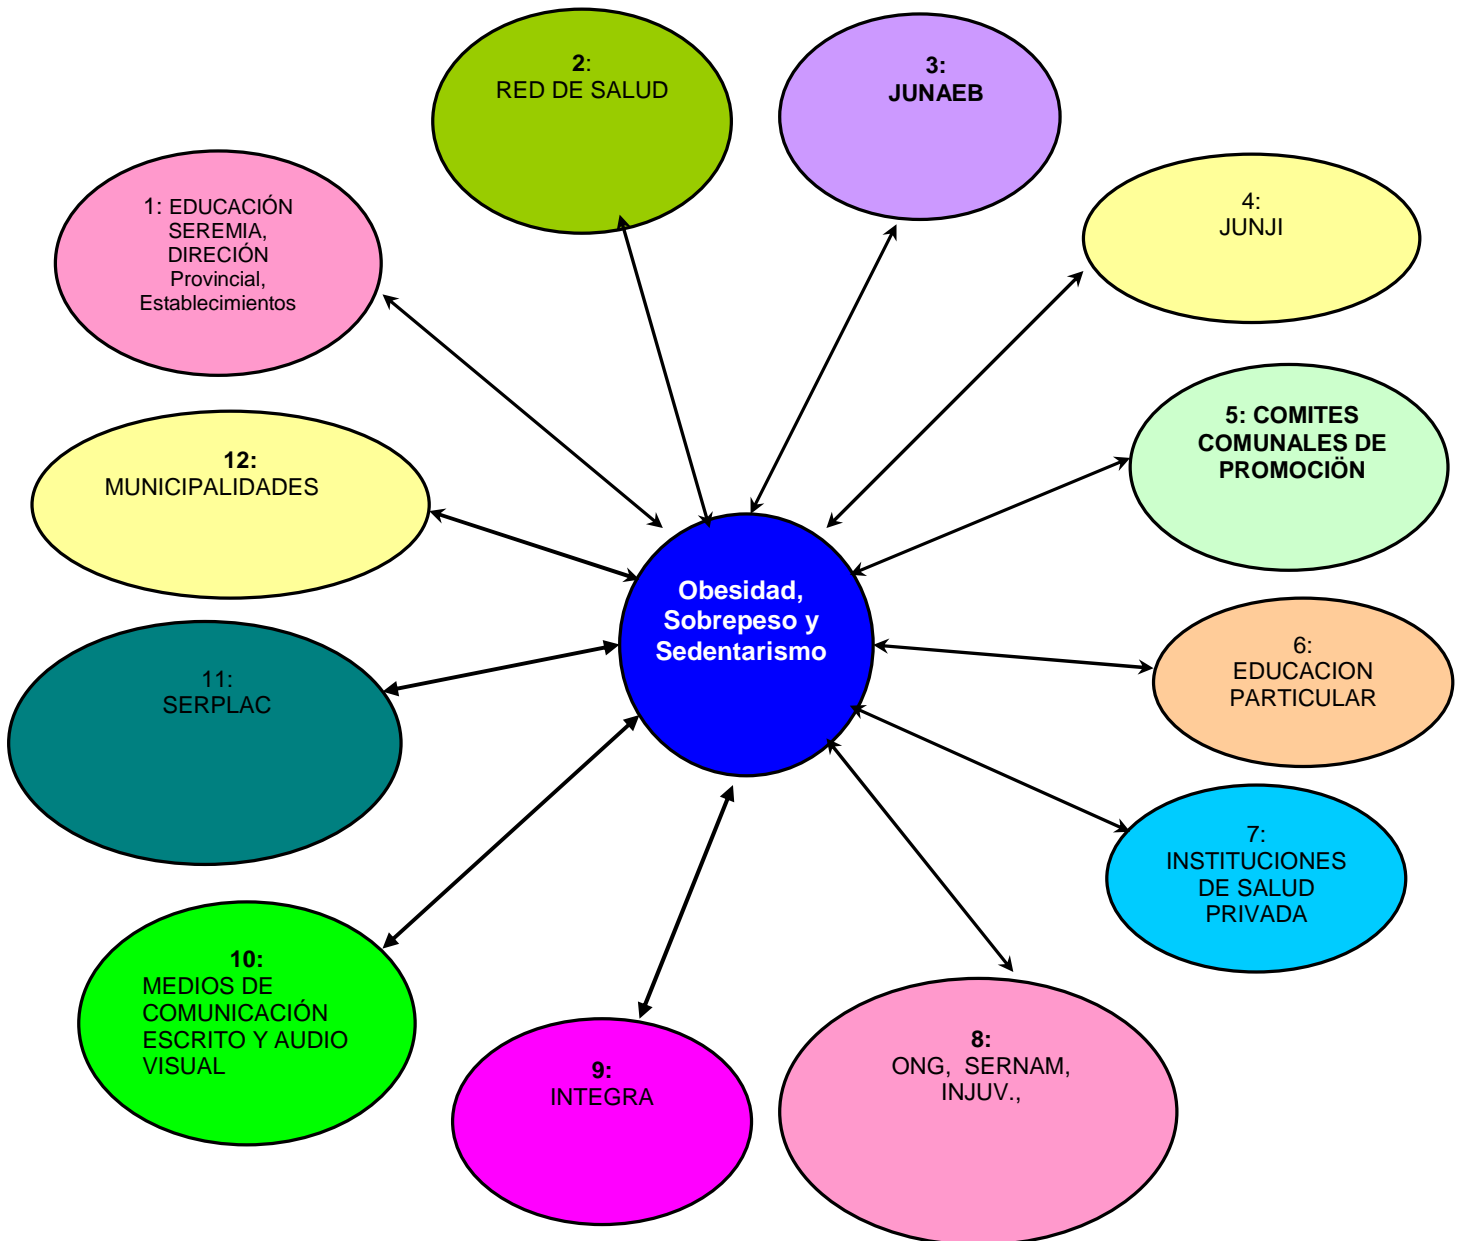 1: EDUCACIÓN
SEREMIA,
DIRECIÓN
Provincial,
Establecimientos
2:
RED DE SALUD
3:
JUNAEB
4:
JUNJI
5: COMITES
COMUNALES DE
PROMOCIÖN
6:
EDUCACION
PARTICULAR
7:
INSTITUCIONES
DE SALUD
PRIVADA
8:
ONG, SERNAM,
INJUV.,
9:
INTEGRA
10:
MEDIOS DE
COMUNICACIÓN
ESCRITO Y AUDIO
VISUAL
11:
SERPLAC
12:
MUNICIPALIDADES
Obesidad,
Sobrepeso y
Sedentarismo